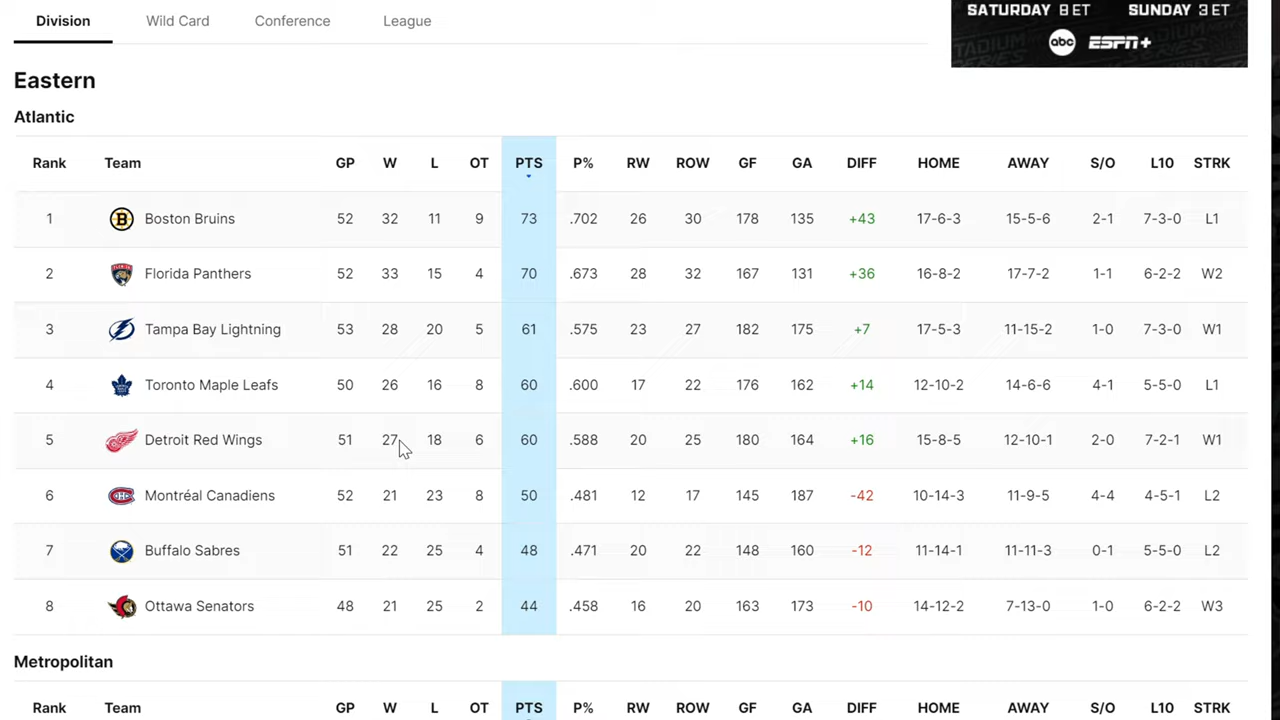 SATURDAY 8 ET SUNDAY 3 ET
abc ESPN+
Division Wild Card Conference League
Eastern
Atlantic
Rank Team GP W L OT PTS P% RW ROW GF GA DIFF HOME AWAY S/O L10 STRK
1 Boston Bruins 52 32 11 9 73 .702 26 30 178 135 +43 17-6-3 15-5-6 2-1 7-3-0 L1
2 Florida Panthers 52 33 15 4 70 .673 28 32 167 131 +36 16-8-2 17-7-2 1-1 6-2-2 W2
3 Tampa Bay Lightning 53 28 20 5 61 .575 23 27 182 175 +7 17-5-3 11-15-2 1-0 7-3-0 W1
4 Toronto Maple Leafs 50 26 16 8 60 .600 17 22 176 162 +14 12-10-2 14-6-6 4-1 5-5-0 L1
5 Detroit Red Wings 51 27 18 6 60 .588 20 25 180 164 +16 15-8-5 12-10-1 2-0 7-2-1 W1
6 Montréal Canadiens 52 21 23 8 50 .481 12 17 145 187 -42 10-14-3 11-9-5 4-4 4-5-1 L2
7 Buffalo Sabres 51 22 25 4 48 .471 20 22 148 160 -12 11-14-1 11-11-3 0-1 5-5-0 L2
8 Ottawa Senators 48 21 25 2 44 .458 16 20 163 173 -10 14-12-2 7-13-0 1-0 6-2-2 W3
Metropolitan
Rank Team GP W L OT PTS P% RW ROW GF GA DIFF HOME AWAY S/O L10 STRK